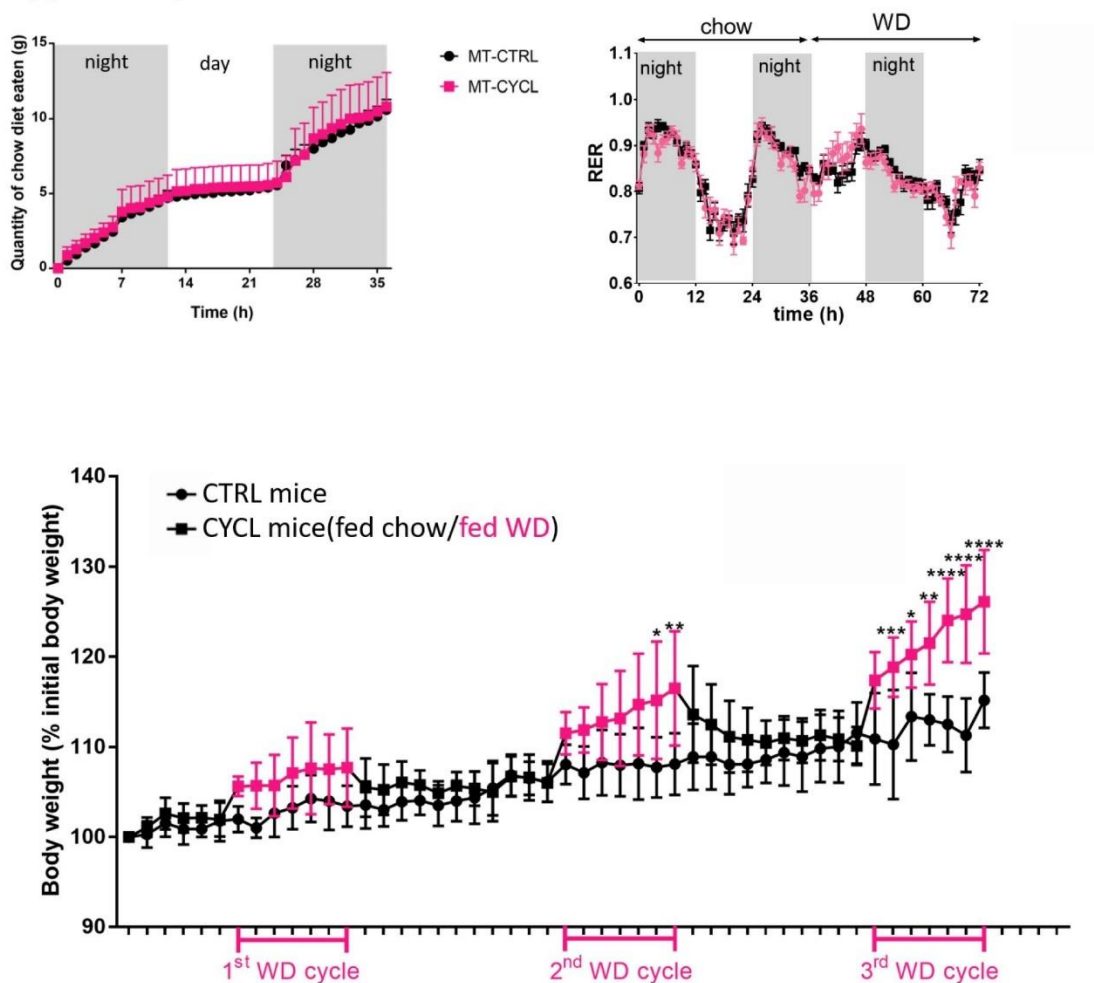 15
10
5
0
Quantity of chow diet eaten (g)
night
day
night
0
7
14
21
28
35
Time (h)
MT-CTRL
MT-CYCL
chow
WD
1.1
1.0
0.9
0.8
0.7
0.6
RER
night
night
night
0
12
24
36
48
60
72
time (h)
140
130
120
110
100
90
Body weight (% initial body weight)
CTRL mice
CYCL mice(fed chow/fed WD)
*
**
***
*
**
****
****
****
1st WD cycle
2nd WD cycle
3rd WD cycle